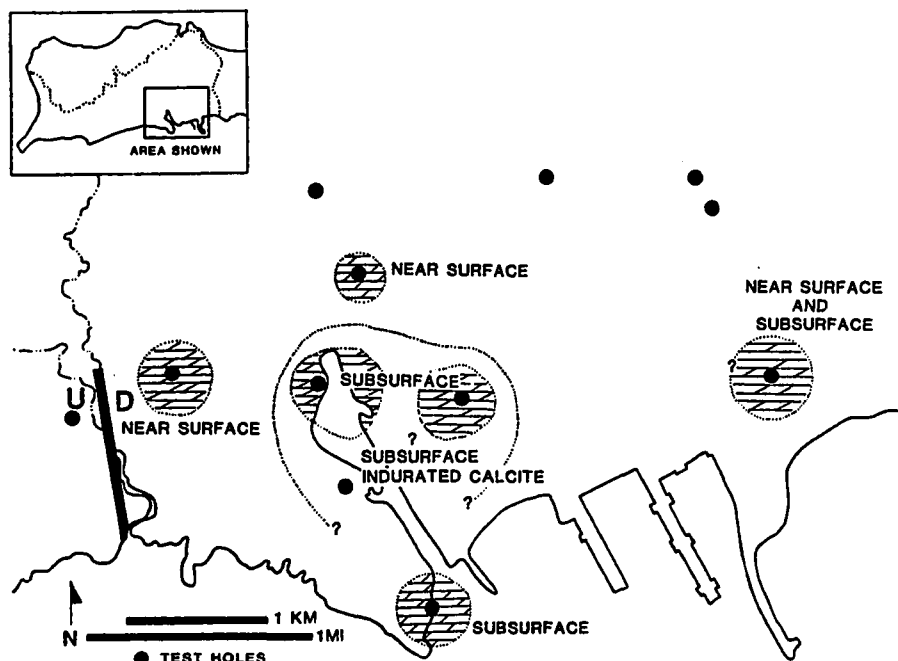 AREA SHOWN
NEAR SURFACE
NEAR SURFACE
AND
SUBSURFACE
?
SUBSURFACE
U D
NEAR SURFACE
?
SUBSURFACE
INDURATED CALCITE
?
?
1 KM
N
1MI
SUBSURFACE
TEST HOLES